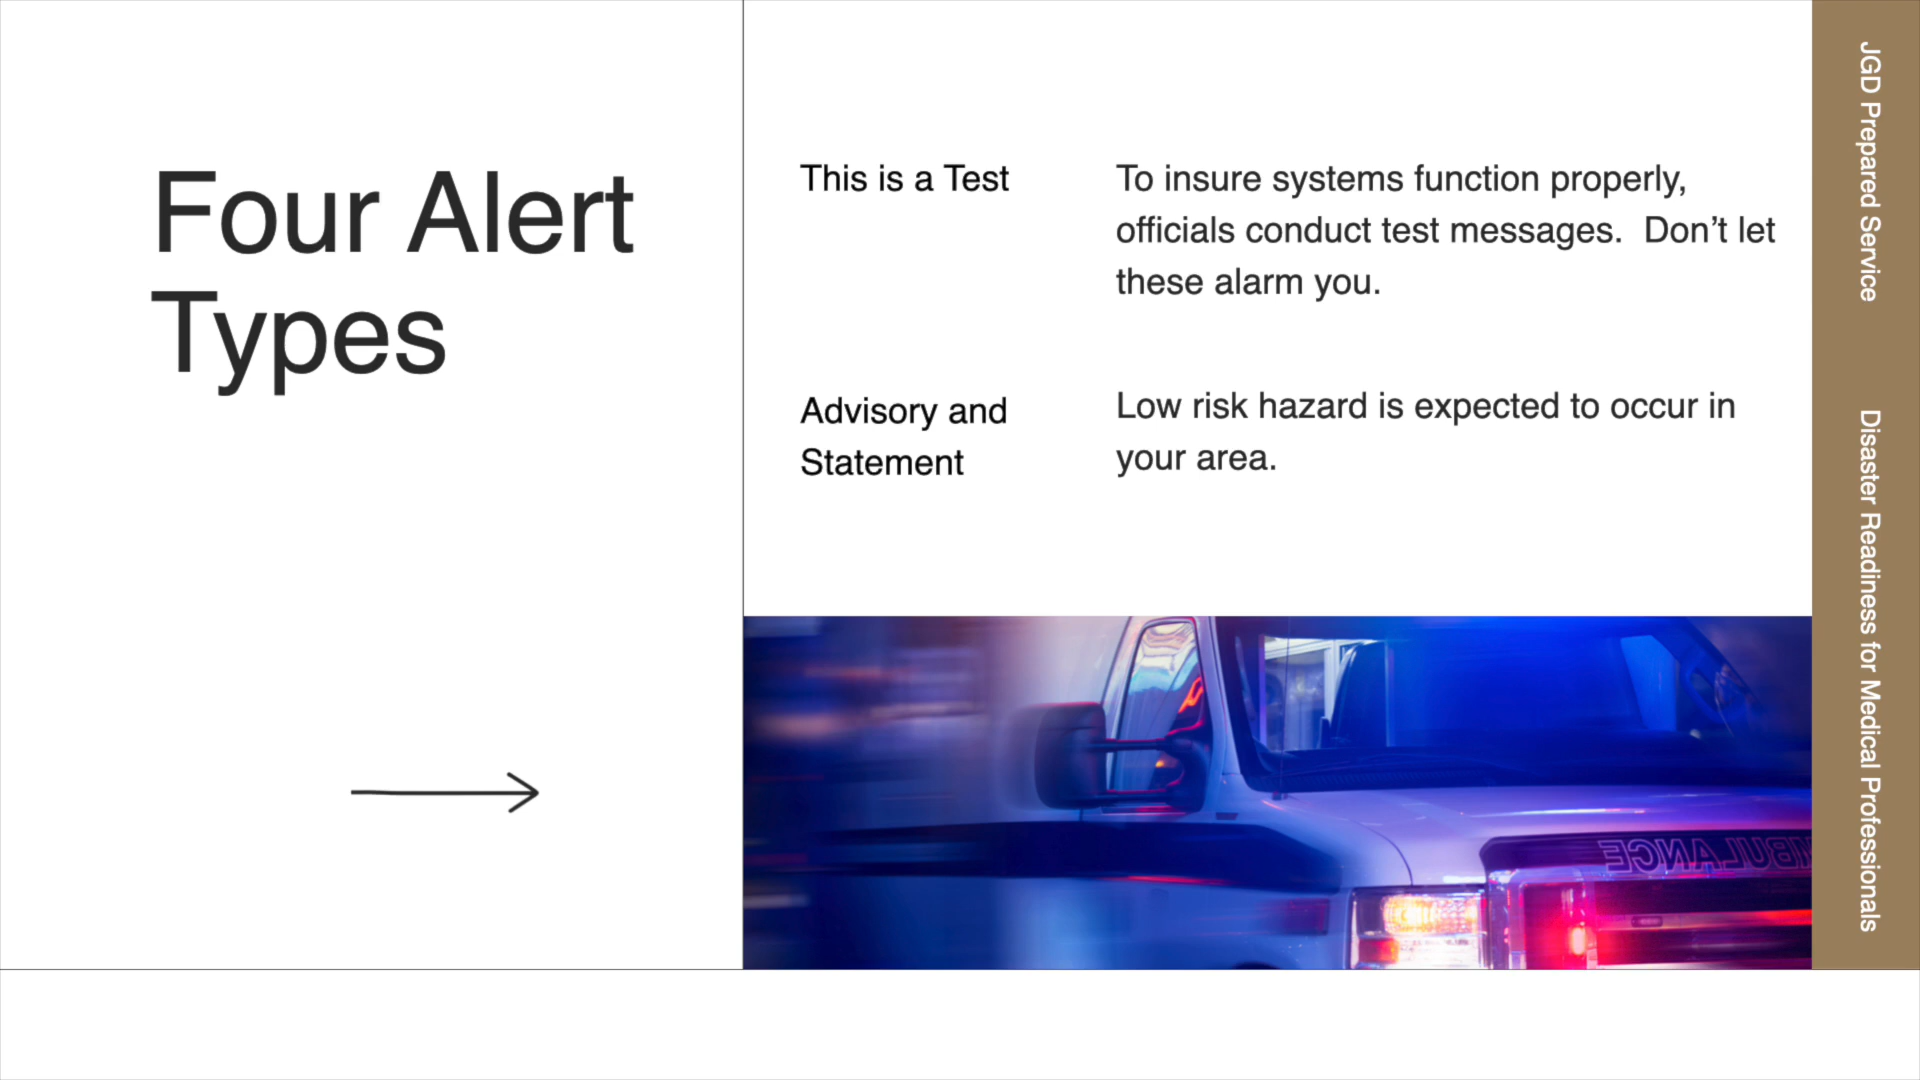 Four Alert
Types
This is a Test
To insure systems function properly,
officials conduct test messages.  Don’t let
these alarm you.
Advisory and
Statement
Low risk hazard is expected to occur in
your area.
JGD Prepared Service
Disaster Readiness for Medical Professionals